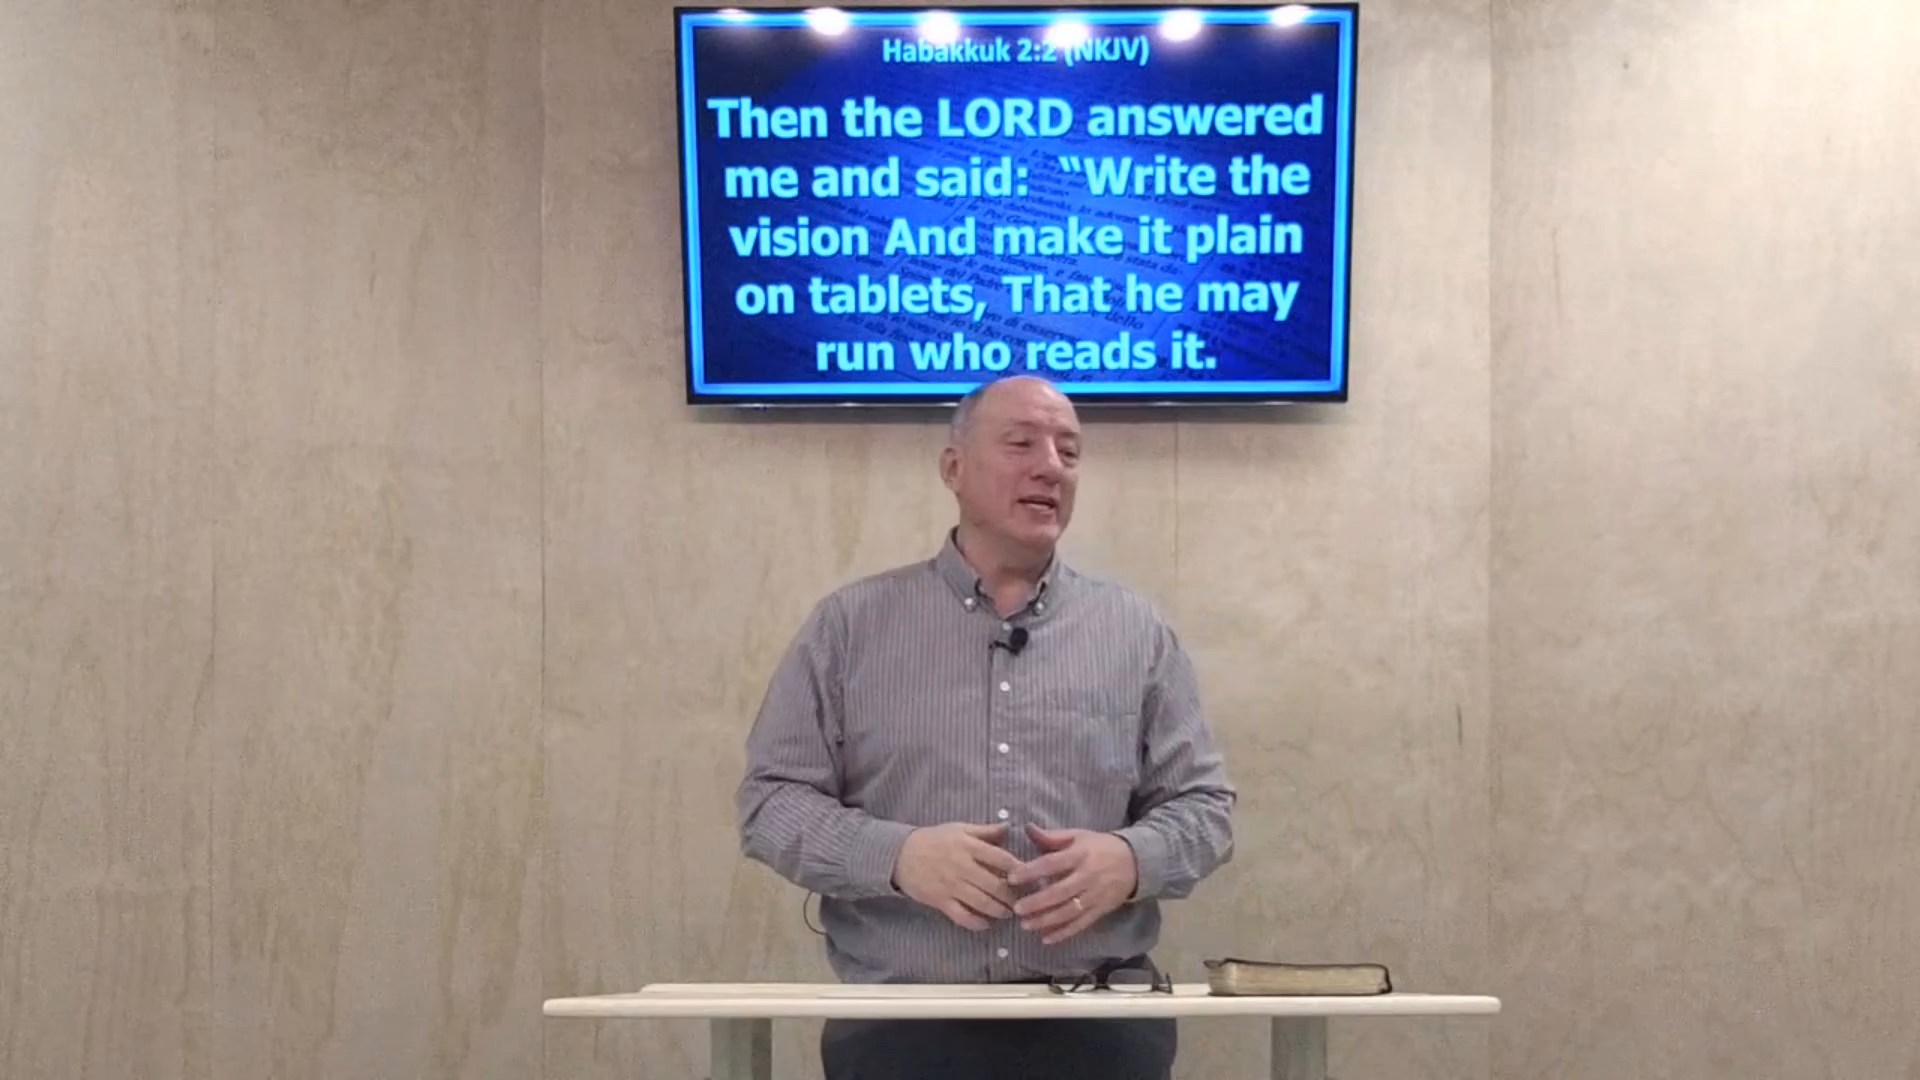 Habakkuk 2:2 (NKJV)
Then the LORD answered
me and said: “Write the
vision And make it plain
on tablets, That he may
run who reads it.